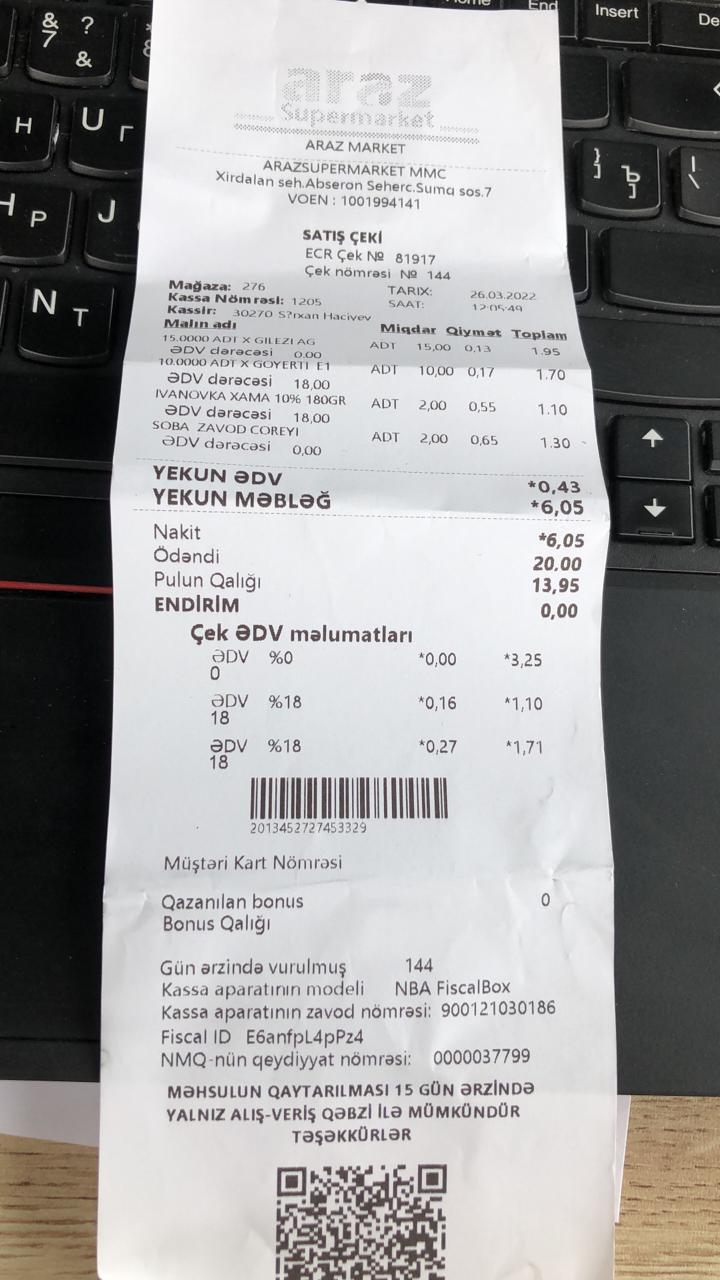 Home
End
Insert
De
&
7
?
&
8
H
U Г
Н Р
J
N T
}
]
Ъ
araz
Supermarket
ARAZ MARKET
ARAZSUPERMARKET MMC
Xirdalan seh.Abseron Seherc.Suma sos.7
VOEN : 1001994141
SATIŞ ÇEKİ
ECR Çek № 81917
Çek nömrəsi № 144
Mağaza: 276 TARIX: 26.03.2022
Kassa Nömrəsi: 1205 SAAT: 12:05:49
Kassir: 30270 S?rxan Haciyev
Malın adı Miqdar Qiymət Toplam
15.0000 ADT X GILEZI AG ADT 15,00 0,13 1.95
ƏDV dərəcəsi 0.00
10.0000 ADT X GOYERTI E1 ADT 10,00 0,17 1.70
ƏDV dərəcəsi 18,00
IVANOVKA XAMA 10% 180GR ADT 2,00 0,55 1.10
ƏDV dərəcəsi 18,00
SOBA ZAVOD COREYI ADT 2,00 0,65 1.30
ƏDV dərəcəsi 0,00
YEKUN ƏDV *0,43
YEKUN MƏBLƏĞ *6,05
Nakit *6,05
Ödəndi 20.00
Pulun Qalığı 13,95
ENDİRİM 0,00
Çek ƏDV məlumatları
ƏDV %0 *0,00 *3,25
0
ƏDV %18 *0,16 *1,10
18
ƏDV %18 *0,27 *1,71
18
2013452727453329
Müştəri Kart Nömrəsi
Qazanılan bonus 0
Bonus Qalığı
Gün ərzində vurulmuş 144
Kassa aparatının modeli NBA FiscalBox
Kassa aparatının zavod nömrəsi: 900121030186
Fiscal ID E6anfpL4pPz4
NMQ-nün qeydiyyat nömrəsi: 0000037799
MƏHSULUN QAYTARILMASI 15 GÜN ƏRZİNDƏ
YALNIZ ALIŞ-VERİŞ QƏBZİ İLƏ MÜMKÜNDÜR
TƏŞƏKKÜRLƏR